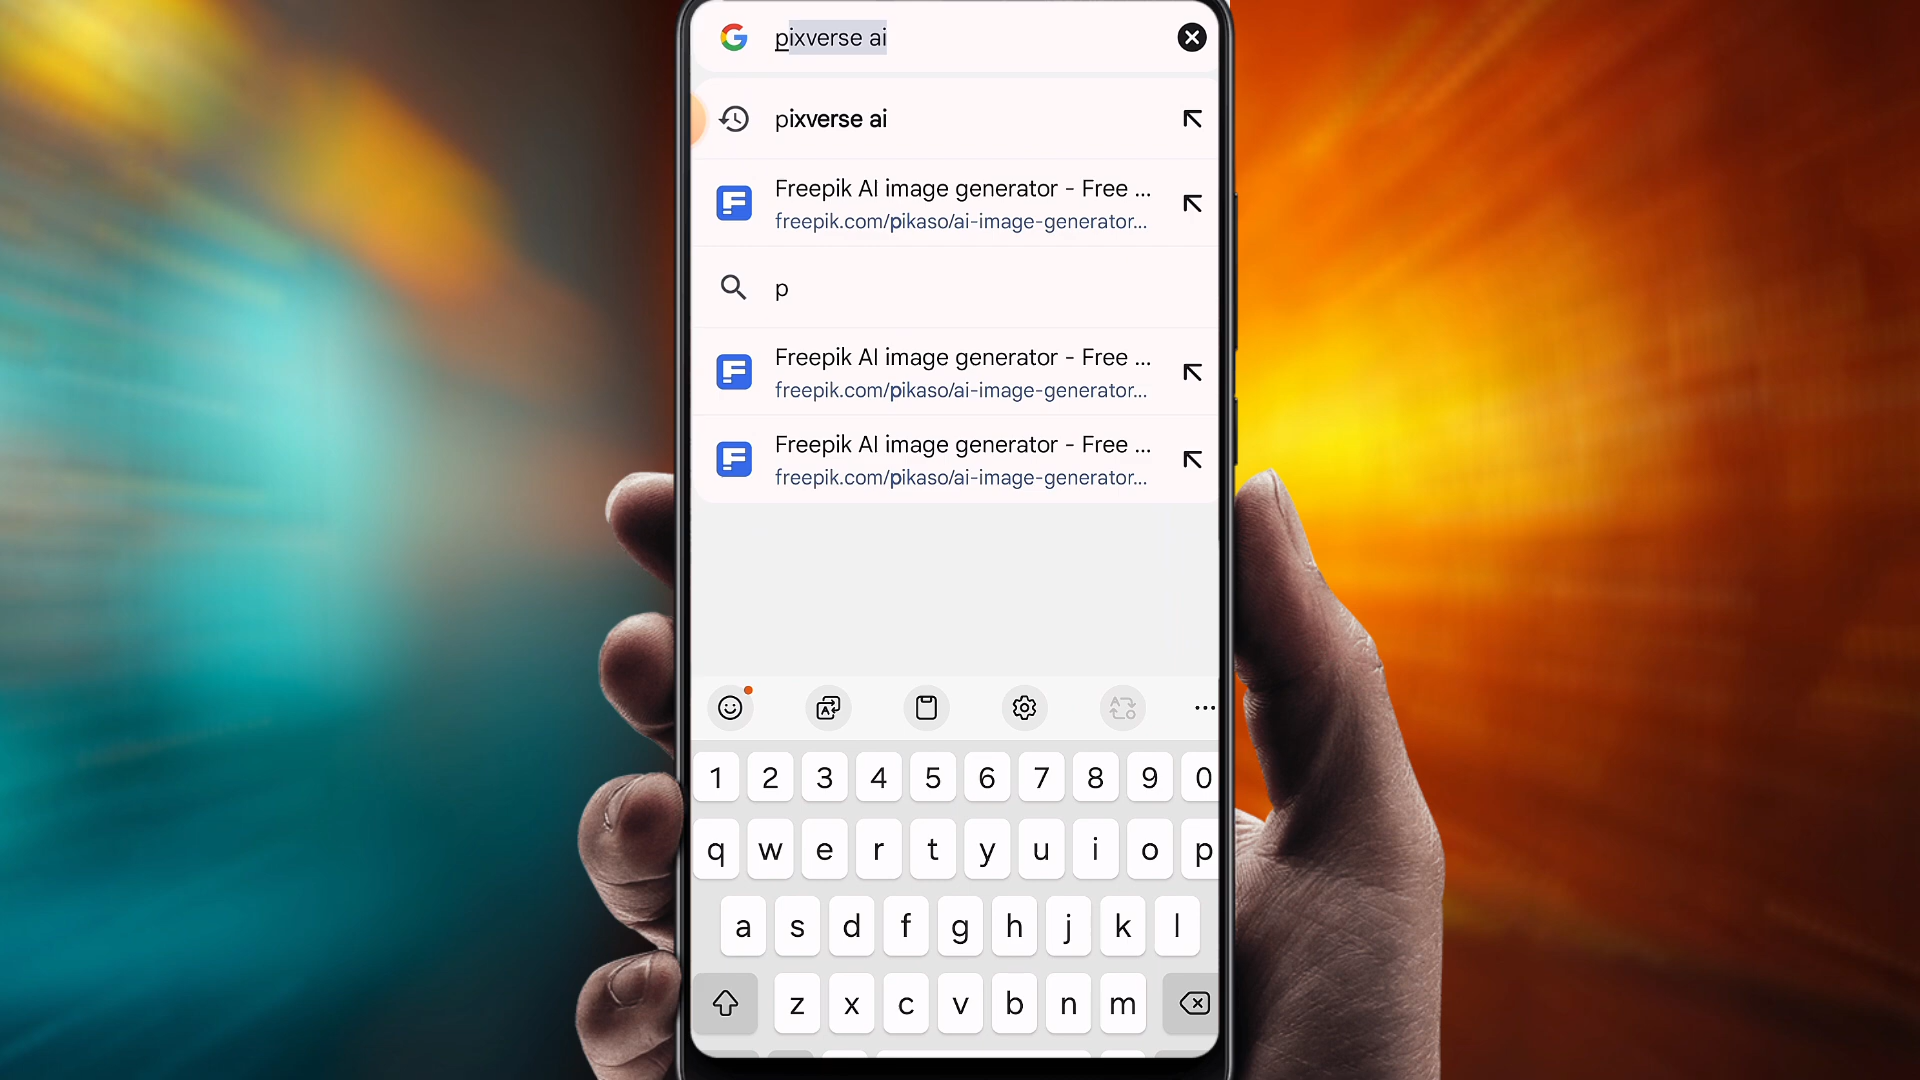 pixverse ai
pixverse ai
Freepik AI image generator - Free ...
freepik.com/pikaso/ai-image-generator...
p
Freepik AI image generator - Free ...
freepik.com/pikaso/ai-image-generator...
Freepik AI image generator - Free ...
freepik.com/pikaso/ai-image-generator...
1 2 3 4 5 6 7 8 9 0
q w e r t y u i o p
a s d f g h j k l
z x c v b n m